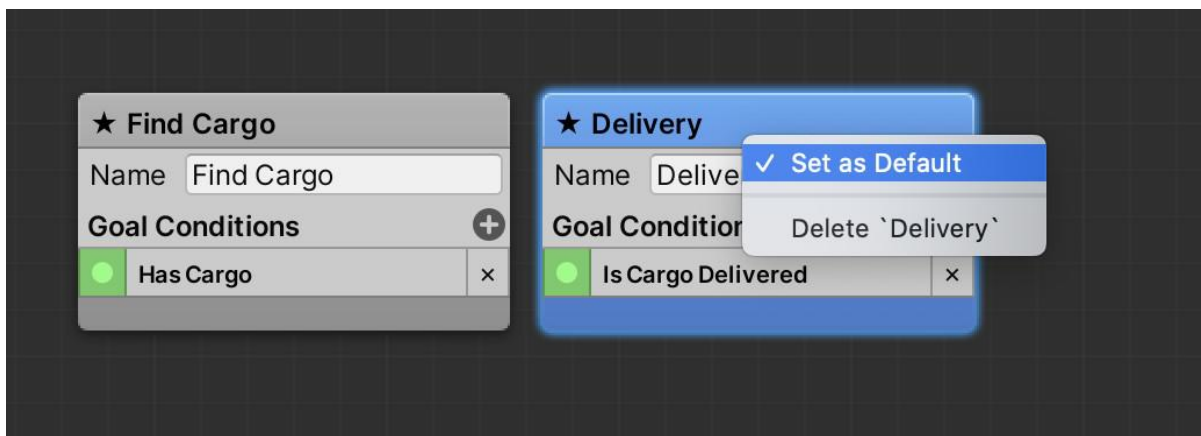 ★ Find Cargo
Name Find Cargo
Goal Conditions
Has Cargo ×
★ Delivery
Name Delive
Goal Condition
Is Cargo Delivered ×
✓ Set as Default
Delete `Delivery`